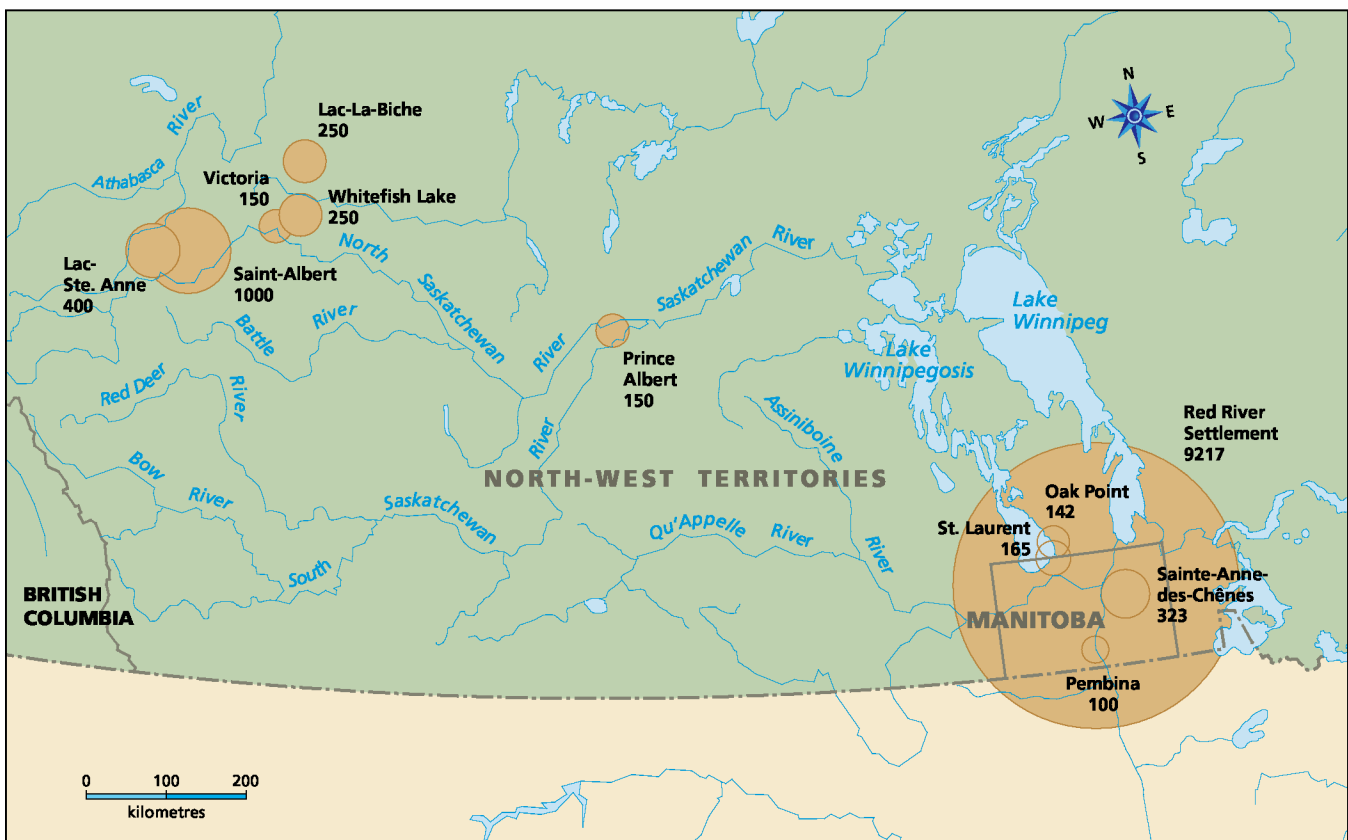 N
W
E
S
Lac-La-Biche
250
River
Athabasca
Victoria
150
Whitefish Lake
250
Lac-
Ste. Anne
400
Saint-Albert
1000
North
Saskatchewan
River
Saskatchewan
River
Battle
River
Red Deer
River
Prince
Albert
150
River
Lake
Winnipeg
Lake
Winnipegosis
Assiniboine
River
Bow
River
Saskatchewan
South
Qu'Appelle
River
NORTH-WEST TERRITORIES
Red River
Settlement
9217
Oak Point
142
St. Laurent
165
Sainte-Anne-
des-Chênes
323
MANITOBA
Pembina
100
BRITISH
COLUMBIA
0 100 200
kilometres